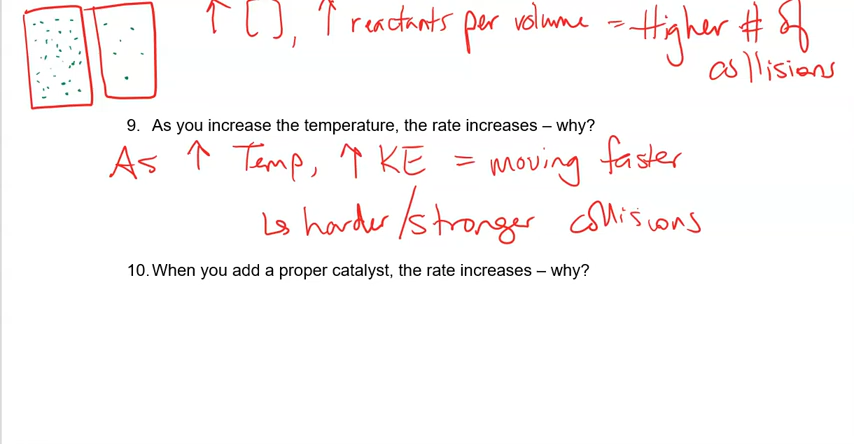 ↑ [ ], ↑ reactants per volume = Higher # of
collisions
9. As you increase the temperature, the rate increases – why?
As ↑ Temp, ↑ KE = moving faster
↳ harder/stronger collisions
10. When you add a proper catalyst, the rate increases – why?